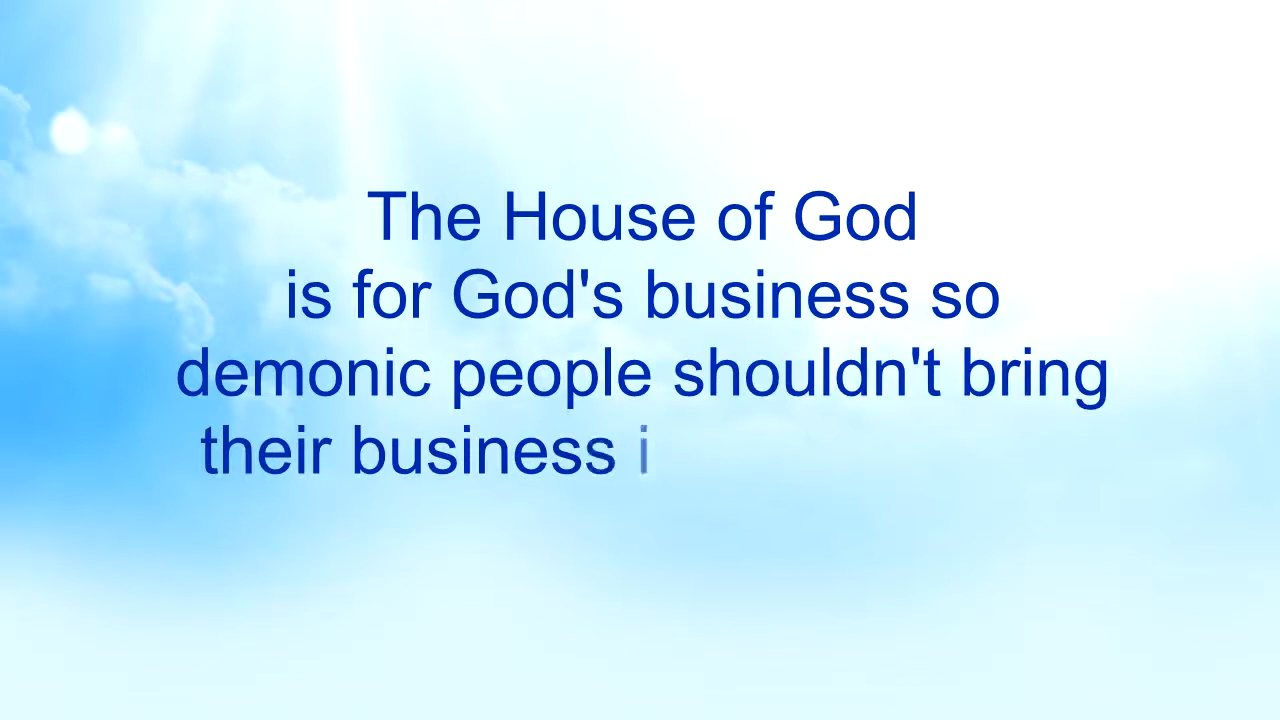 The House of God
is for God's business so
demonic people shouldn't bring
their business i